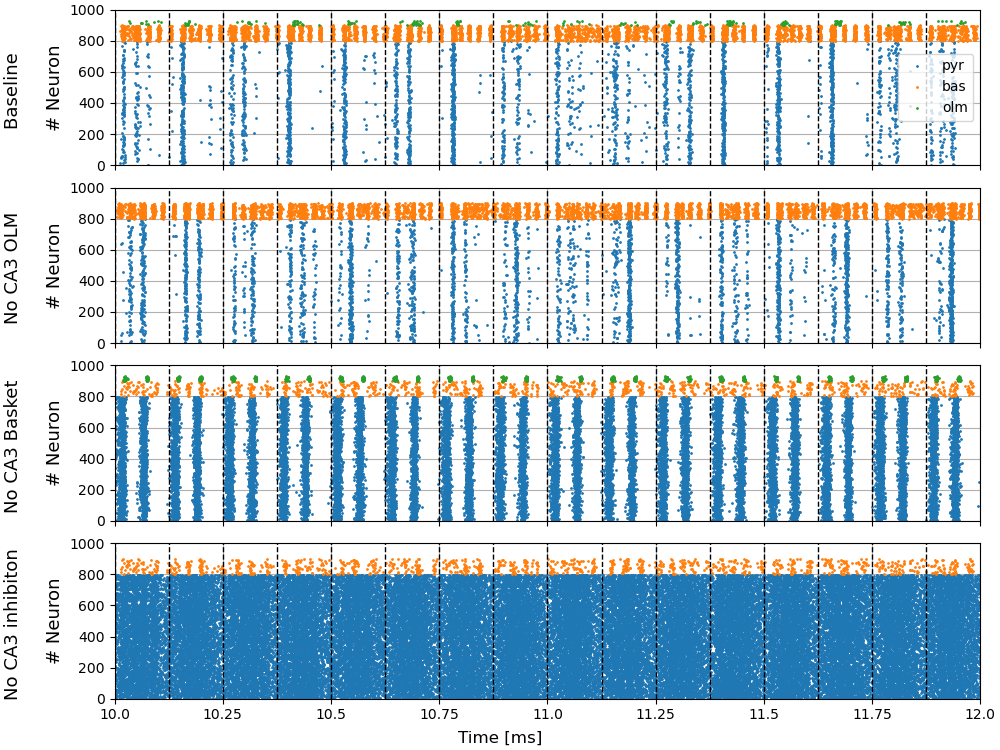 Baseline
# Neuron
1000
800
600
400
200
0
pyr
bas
olm
No CA3 OLM
# Neuron
1000
800
600
400
200
0
No CA3 Basket
# Neuron
1000
800
600
400
200
0
No CA3 inhibiton
# Neuron
1000
800
600
400
200
0
10.0 10.25 10.5 10.75 11.0 11.25 11.5 11.75 12.0
Time [ms]